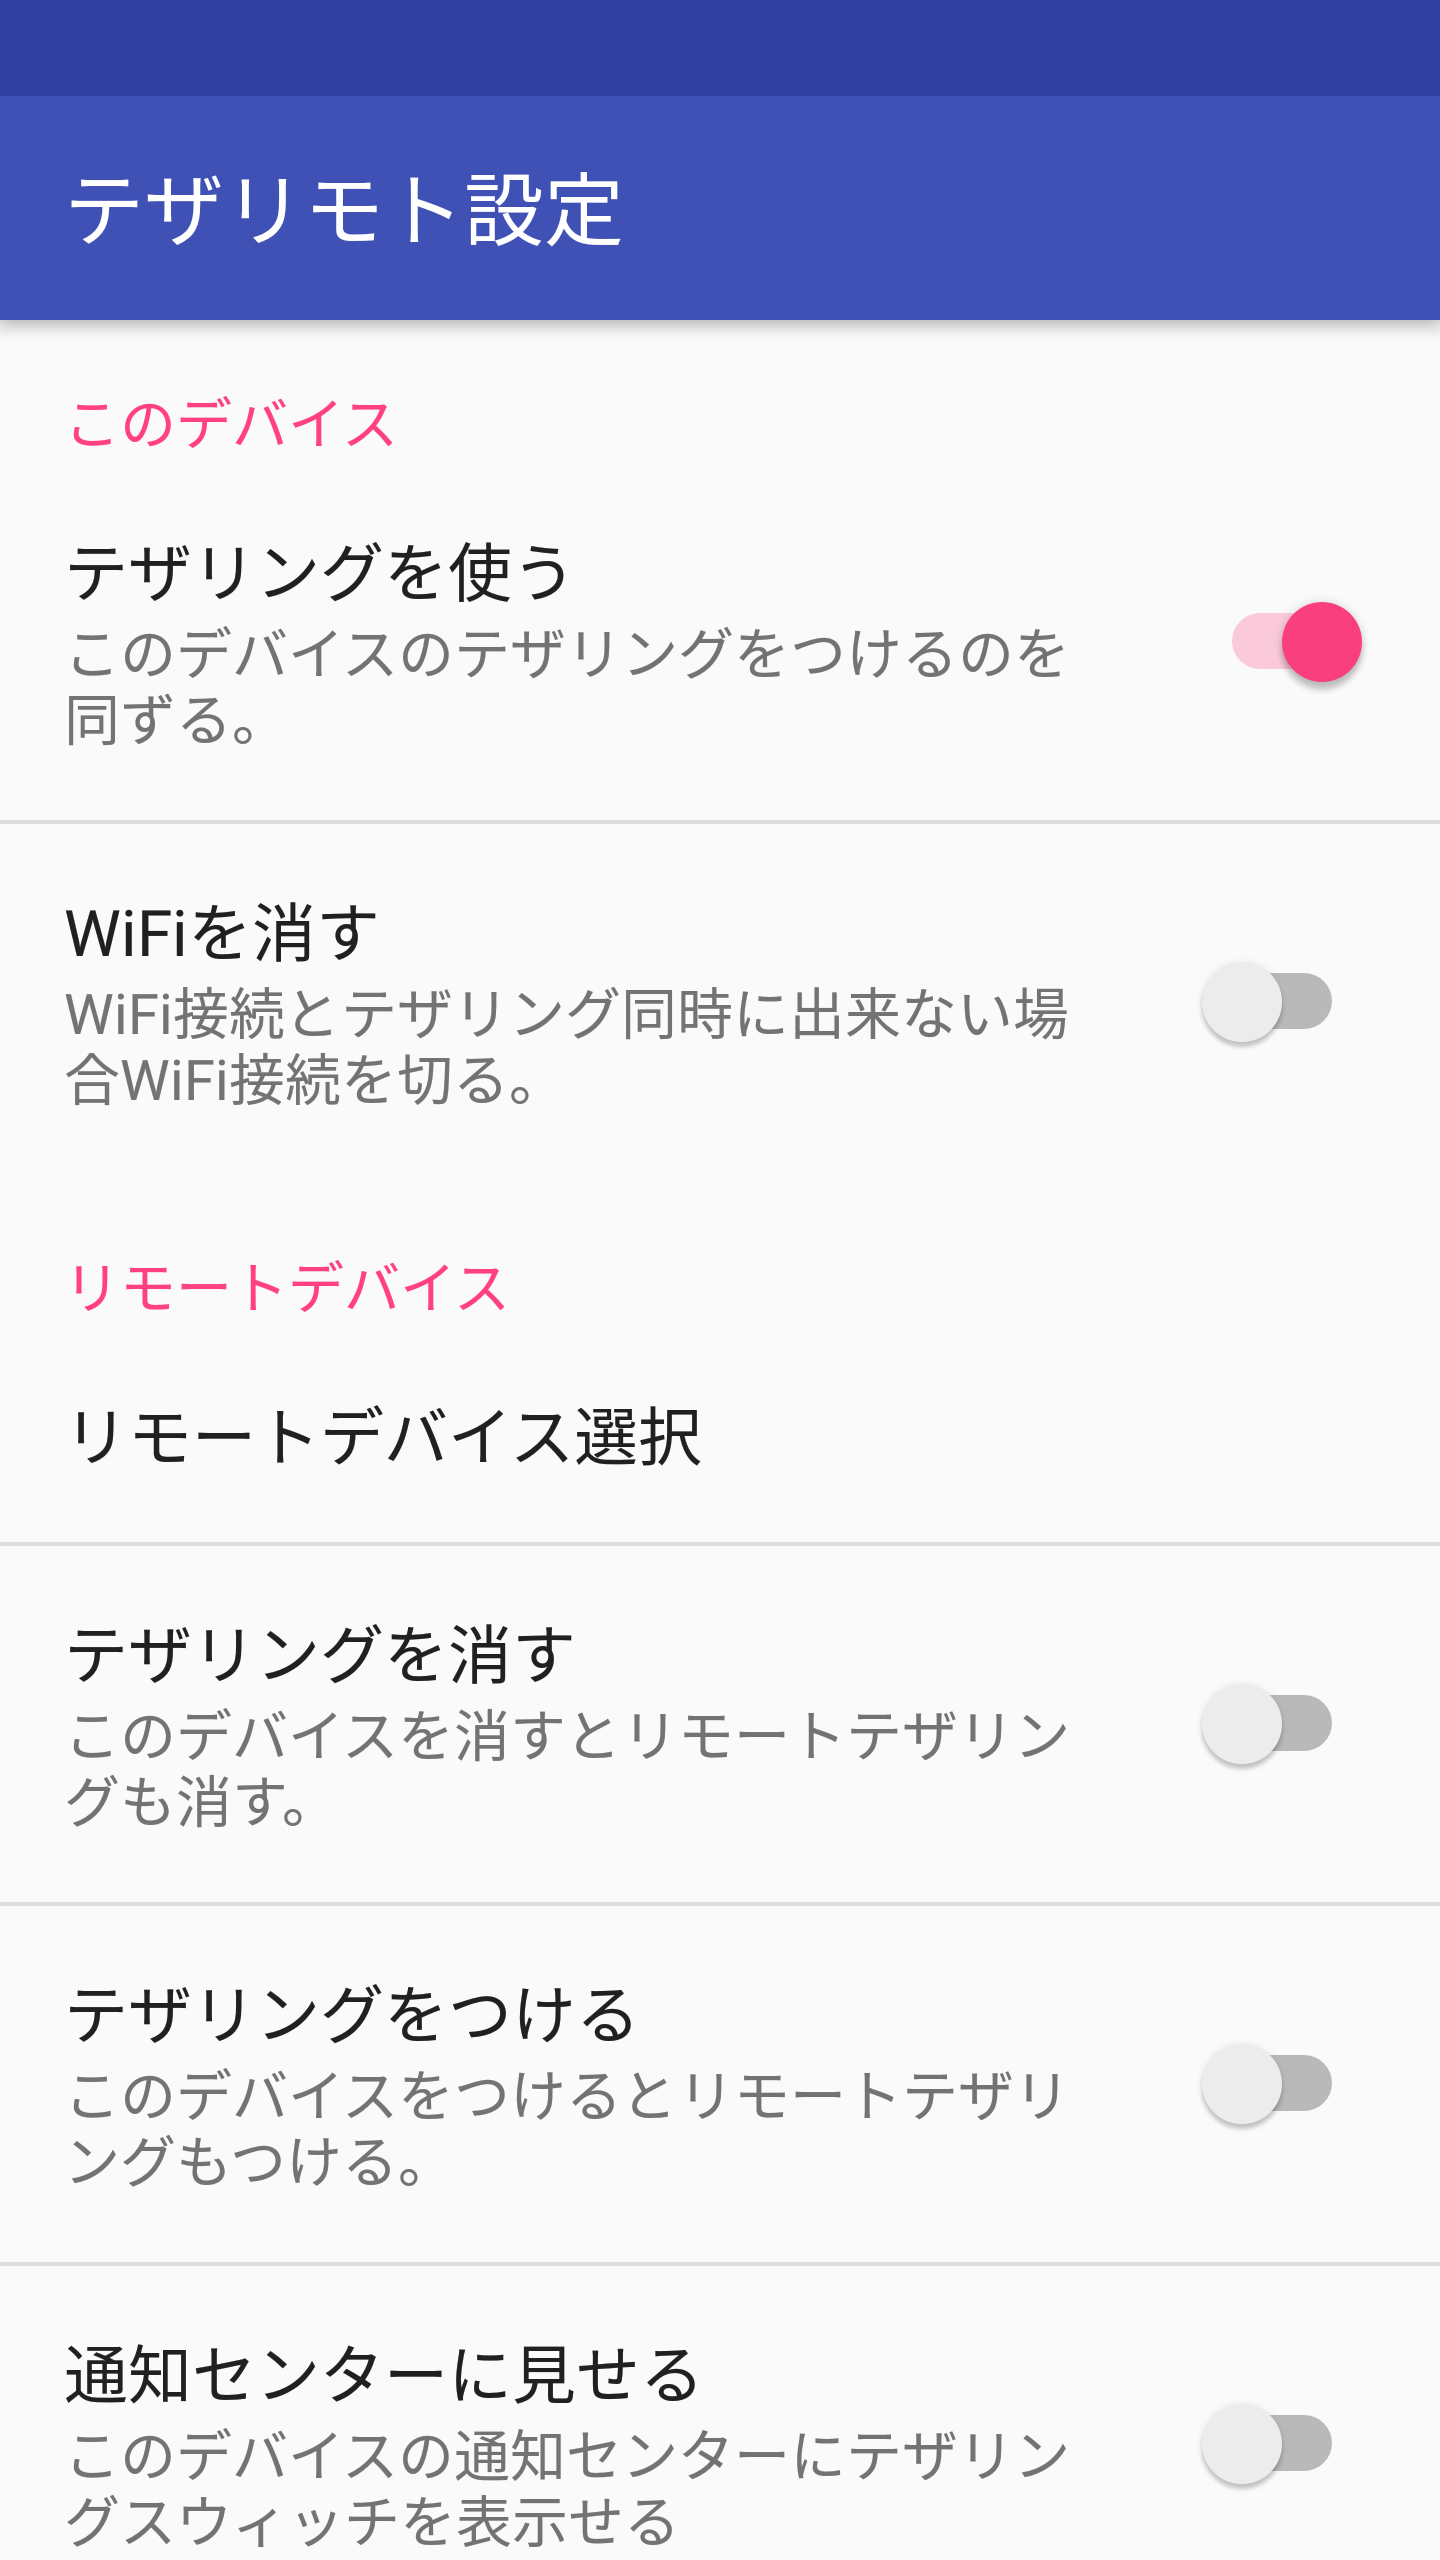 テザリモト設定
このデバイス
テザリングを使う
このデバイスのテザリングをつけるのを
同ずる。
WiFiを消す
WiFi接続とテザリング同時に出来ない場
合WiFi接続を切る。
リモートデバイス
リモートデバイス選択
テザリングを消す
このデバイスを消すとリモートテザリン
グも消す。
テザリングをつける
このデバイスをつけるとリモートテザリ
ングもつける。
通知センターに見せる
このデバイスの通知センターにテザリン
グスウィッチを表示せる